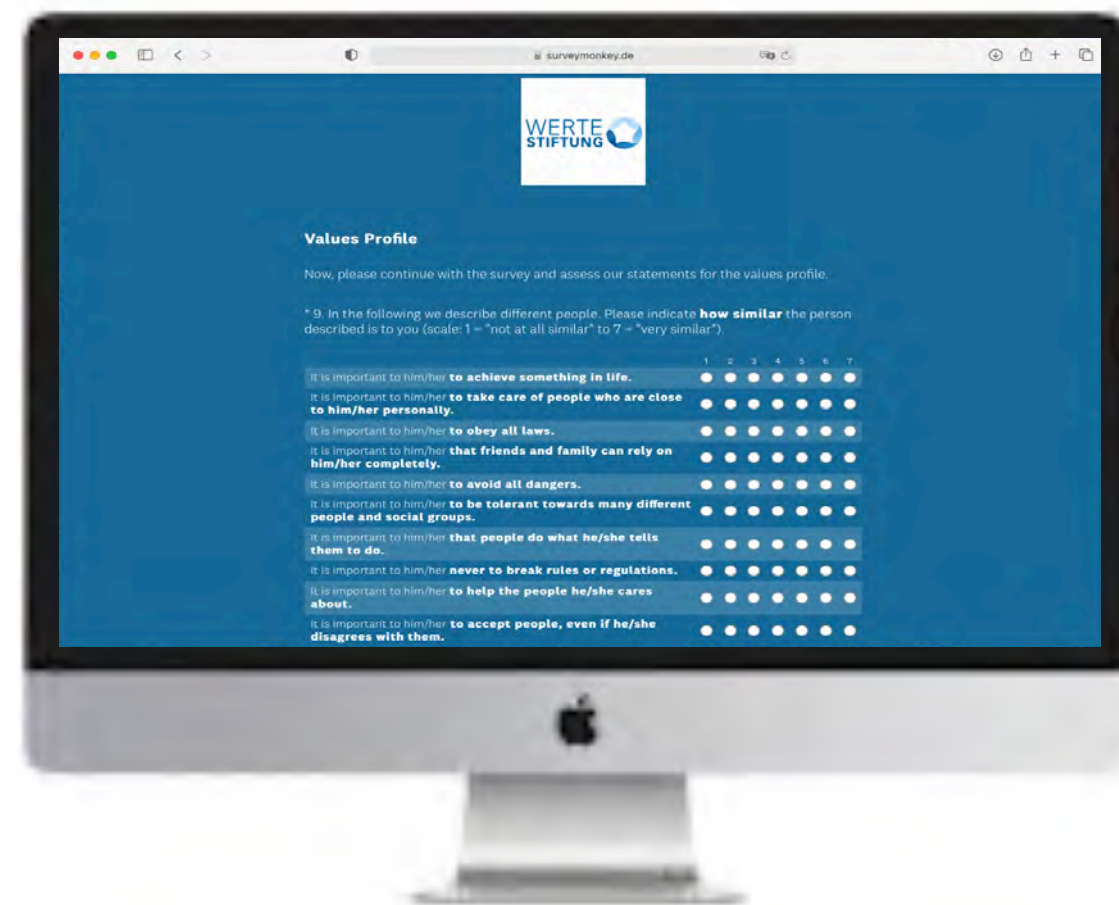 surveymonkey.de
WERTE
STIFTUNG
Values Profile
Now, please continue with the survey and assess our statements for the values profile.
* 9. In the following we describe different people. Please indicate how similar the person
described is to you (scale: 1 = "not at all similar" to 7 = "very similar").
1 2 3 4 5 6 7
It is important to him/her to achieve something in life.
It is important to him/her to take care of people who are close
to him/her personally.
It is important to him/her to obey all laws.
It is important to him/her that friends and family can rely on
him/her completely.
It is important to him/her to avoid all dangers.
It is important to him/her to be tolerant towards many different
people and social groups.
It is important to him/her that people do what he/she tells
them to do.
It is important to him/her never to break rules or regulations.
It is important to him/her to help the people he/she cares
about.
It is important to him/her to accept people, even if he/she
disagrees with them.